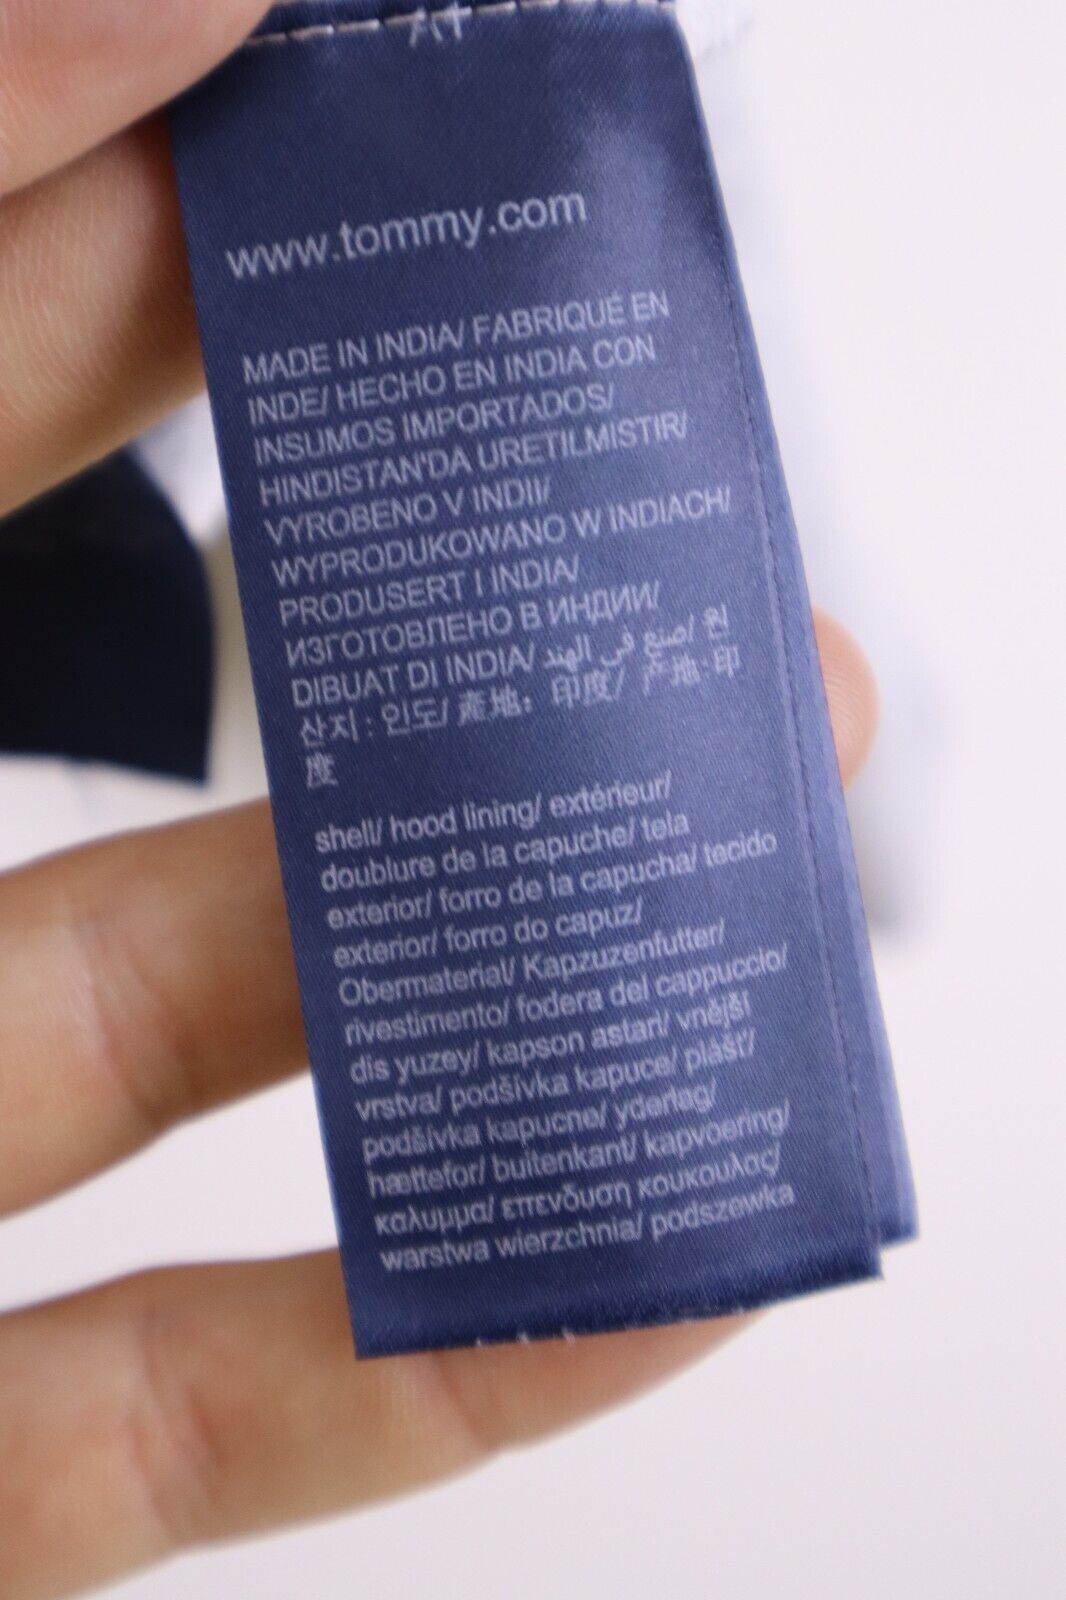 www.tommy.com
MADE IN INDIA/ FABRIQUÉ EN
INDE/ HECHO EN INDIA CON
INSUMOS IMPORTADOS/
HINDISTAN'DA URETILMISTIR/
VYROBENO V INDII/
WYPRODUKOWANO W INDIACH/
PRODUSERT I INDIA/
ИЗГОТОВЛЕНО В ИНДИИ/
DIBUAT DI INDIA/ صنع في الهند/ 원
산지 : 인도/ 產地: 印度/ 产地:印
度
shell/ hood lining/ extérieur/
doublure de la capuche/ tela
exterior/ forro de la capucha/ tecido
exterior/ forro do capuz/
Obermaterial/ Kapzuzenfutter/
rivestimento/ fodera del cappuccio/
dis yuzey/ kapson astari/ vnější
vrstva/ podšívka kapuce/ plášť/
podšívka kapucne/ yderlag/
hættefor/ buitenkant/ kapvoering/
καλυμμα/ επενδυση κουκουλας/
warstwa wierzchnia/ podszewka